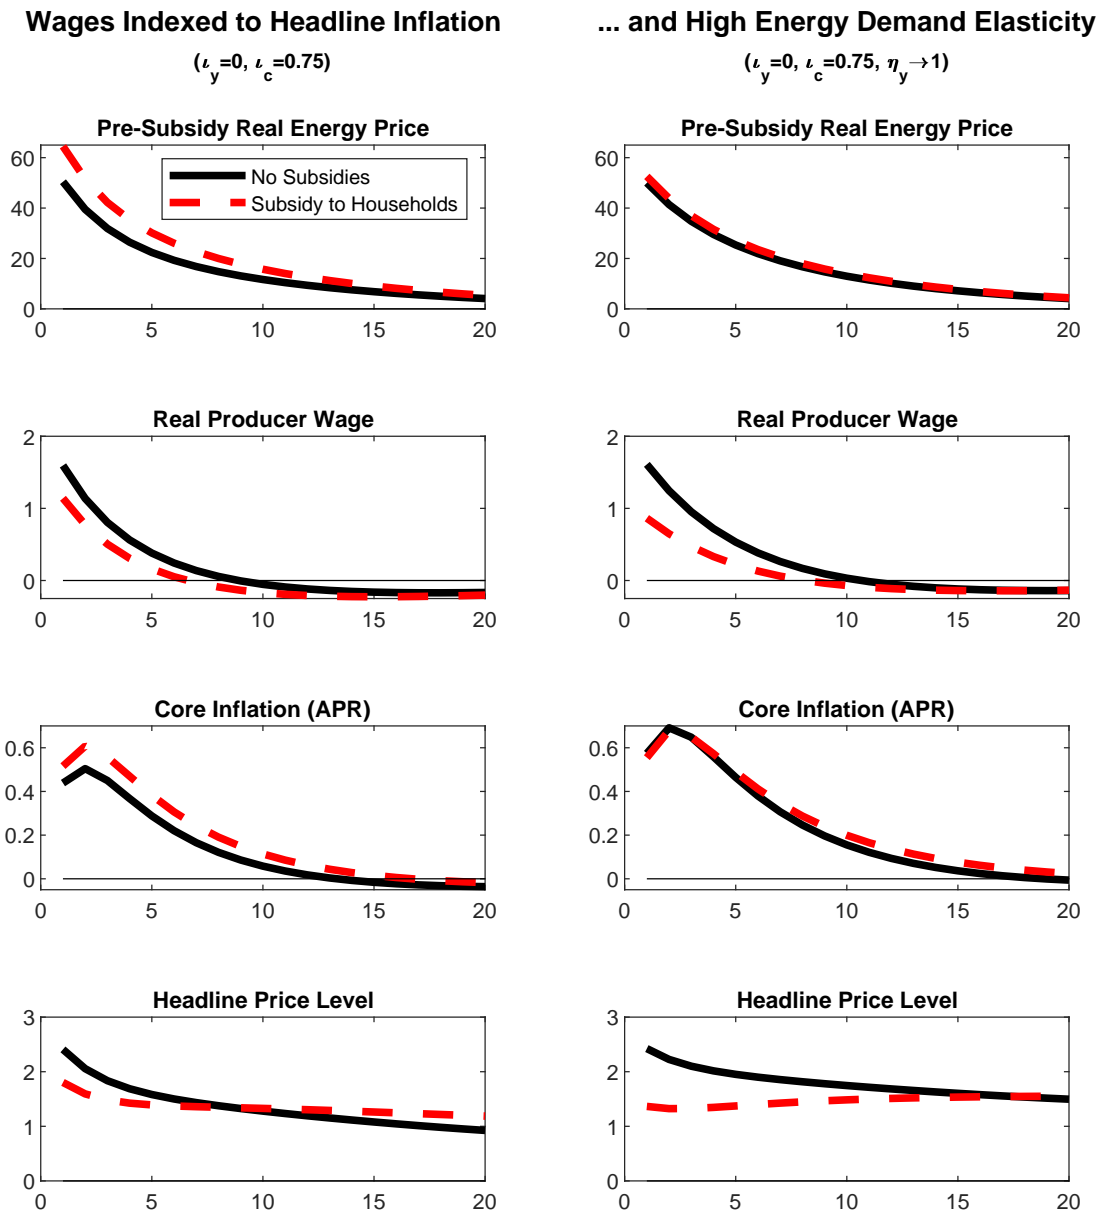 Wages Indexed to Headline Inflation
(ι_y=0, ι_c=0.75)
... and High Energy Demand Elasticity
(ι_y=0, ι_c=0.75, η_y→1)
Pre-Subsidy Real Energy Price
60
40
20
0
0 5 10 15 20
No Subsidies
Subsidy to Households
Pre-Subsidy Real Energy Price
60
40
20
0
0 5 10 15 20
Real Producer Wage
2
1
0
0 5 10 15 20
Real Producer Wage
2
1
0
0 5 10 15 20
Core Inflation (APR)
0.6
0.4
0.2
0
0 5 10 15 20
Core Inflation (APR)
0.6
0.4
0.2
0
0 5 10 15 20
Headline Price Level
3
2
1
0
0 5 10 15 20
Headline Price Level
3
2
1
0
0 5 10 15 20